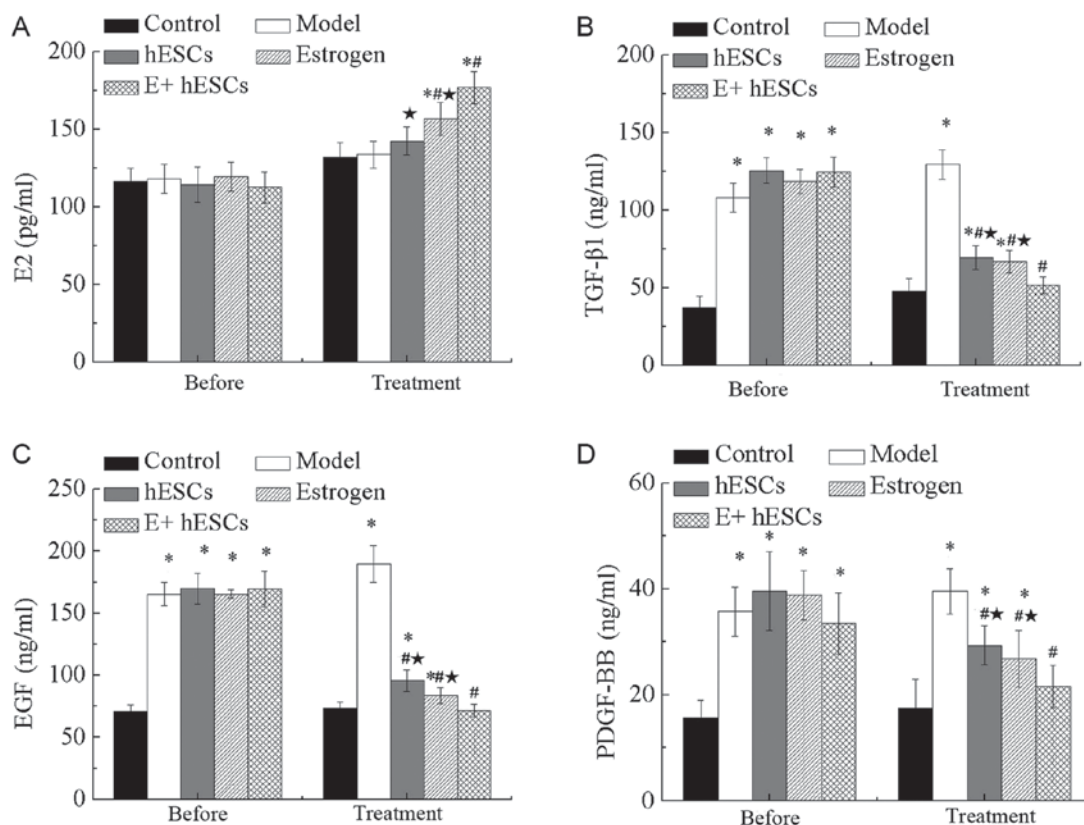 A
Control Model
hESCs Estrogen
E+ hESCs
200
150
100
50
0
E2 (pg/ml)
★
*#★
*#
Before Treatment
B
Control Model
hESCs Estrogen
E+ hESCs
200
150
100
50
0
TGF-β1 (ng/ml)
* * * *
*
*#★ *#★
#
Before Treatment
C
Control Model
hESCs Estrogen
E+ hESCs
250
200
150
100
50
0
EGF (ng/ml)
* * * *
*
*
#★
*#★
#
Before Treatment
D
Control Model
hESCs Estrogen
E+ hESCs
60
40
20
0
PDGF-BB (ng/ml)
* * * *
*
* *
#★ #★
#
Before Treatment